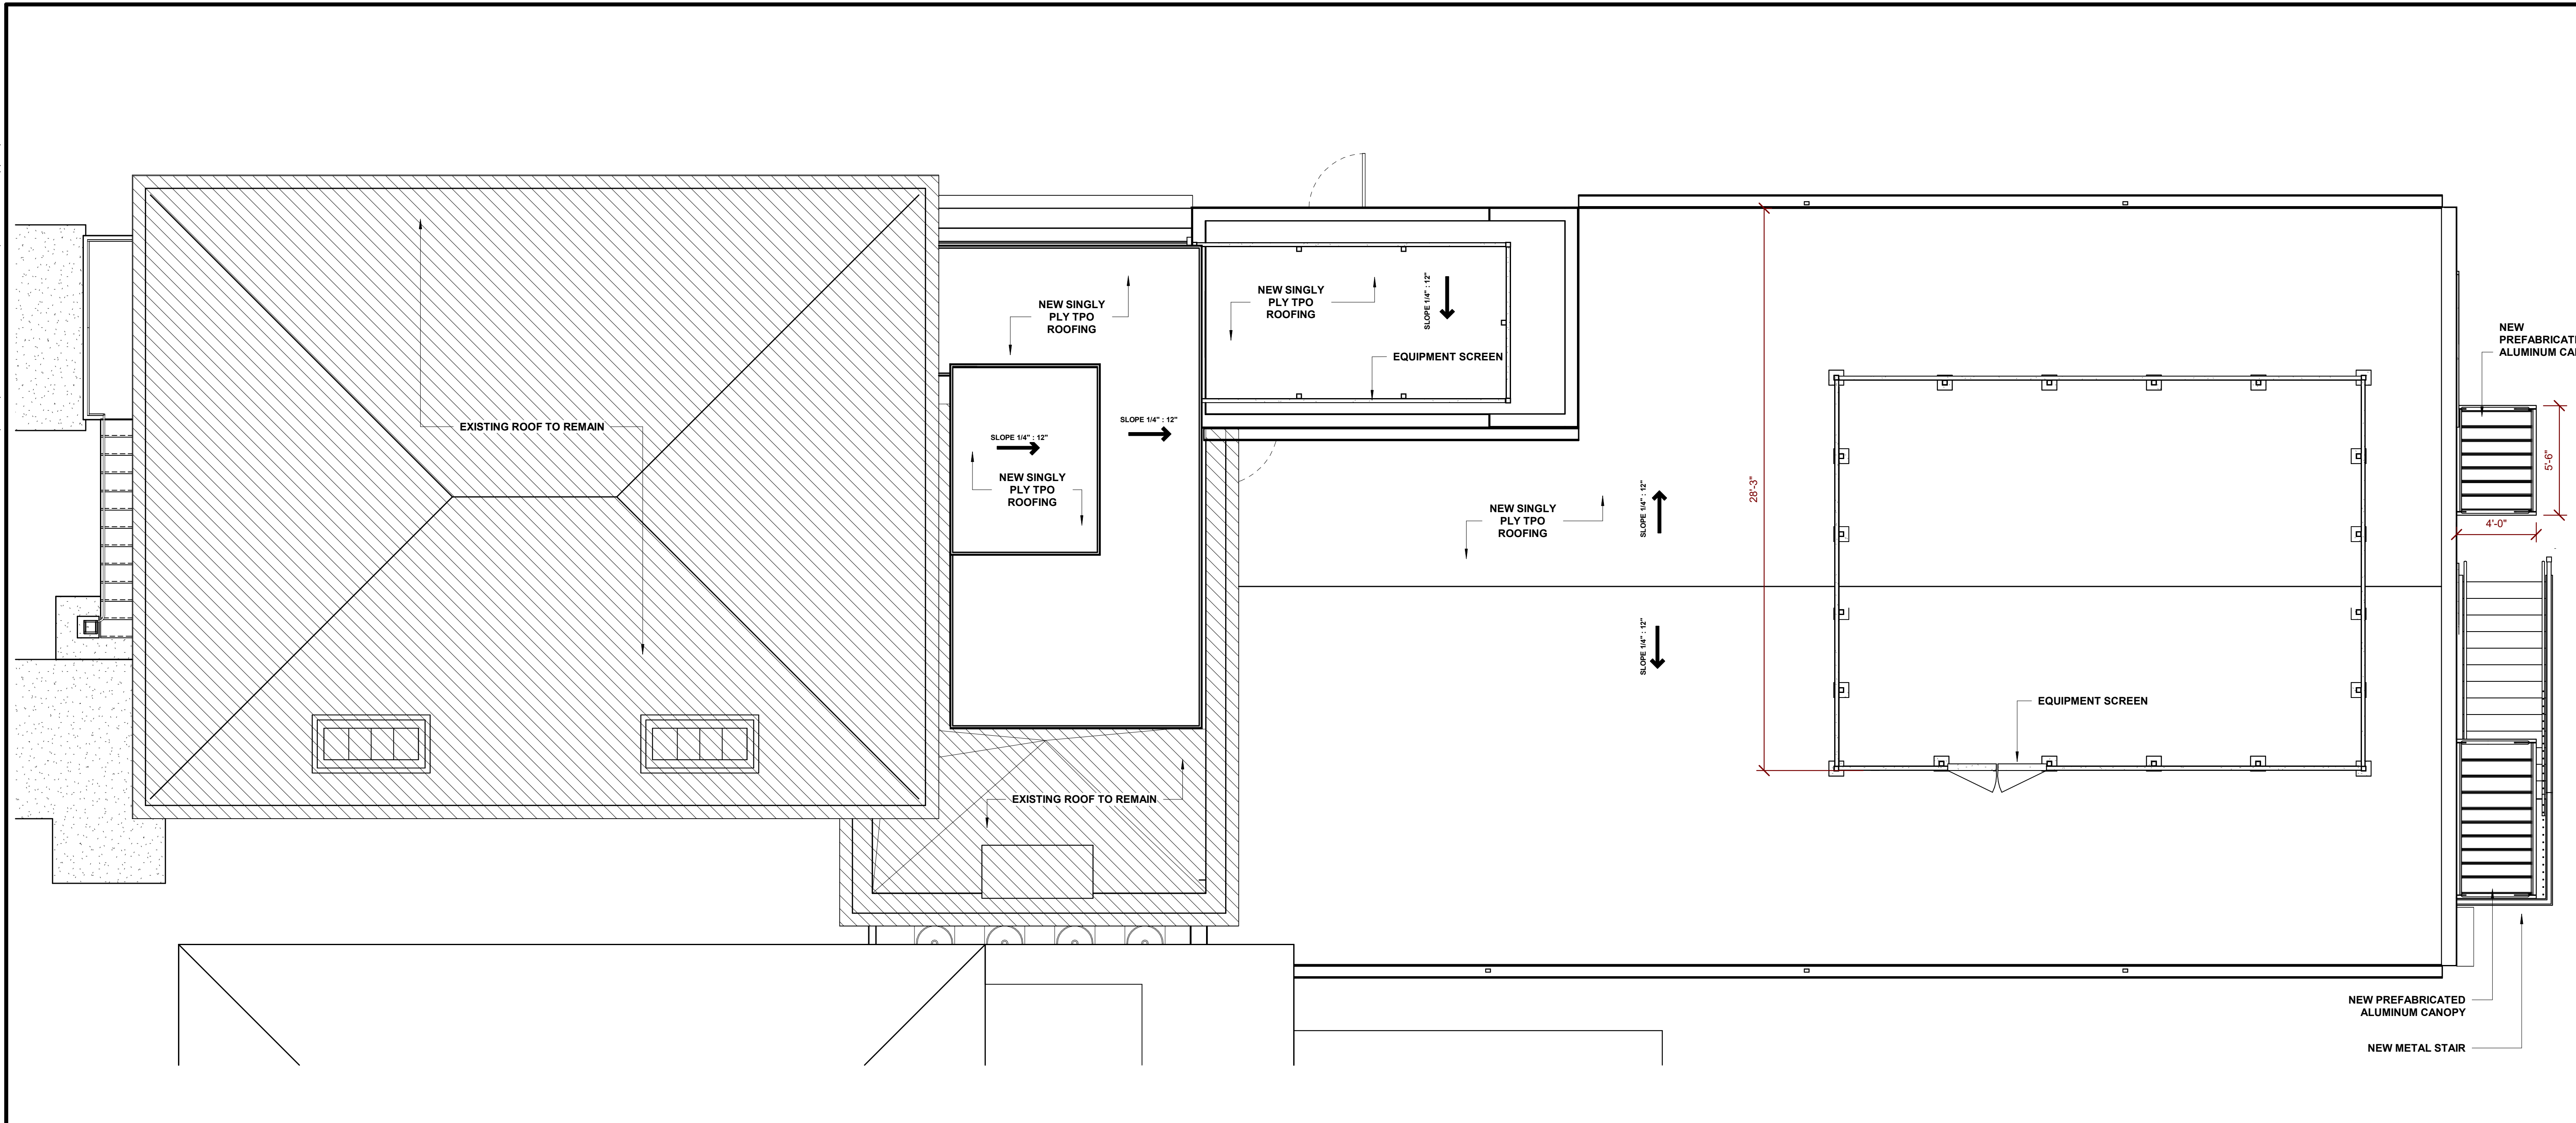 NEW SINGLY
PLY TPO
ROOFING
NEW SINGLY
PLY TPO
ROOFING
SLOPE 1/4" : 12"
EQUIPMENT SCREEN
NEW
PREFABRICATE
ALUMINUM CAN
EXISTING ROOF TO REMAIN
SLOPE 1/4" : 12"
SLOPE 1/4" : 12"
NEW SINGLY
PLY TPO
ROOFING
28'-3"
5'-6"
4'-0"
NEW SINGLY
PLY TPO
ROOFING
SLOPE 1/4" : 12"
SLOPE 1/4" : 12"
EQUIPMENT SCREEN
EXISTING ROOF TO REMAIN
NEW PREFABRICATED
ALUMINUM CANOPY
NEW METAL STAIR